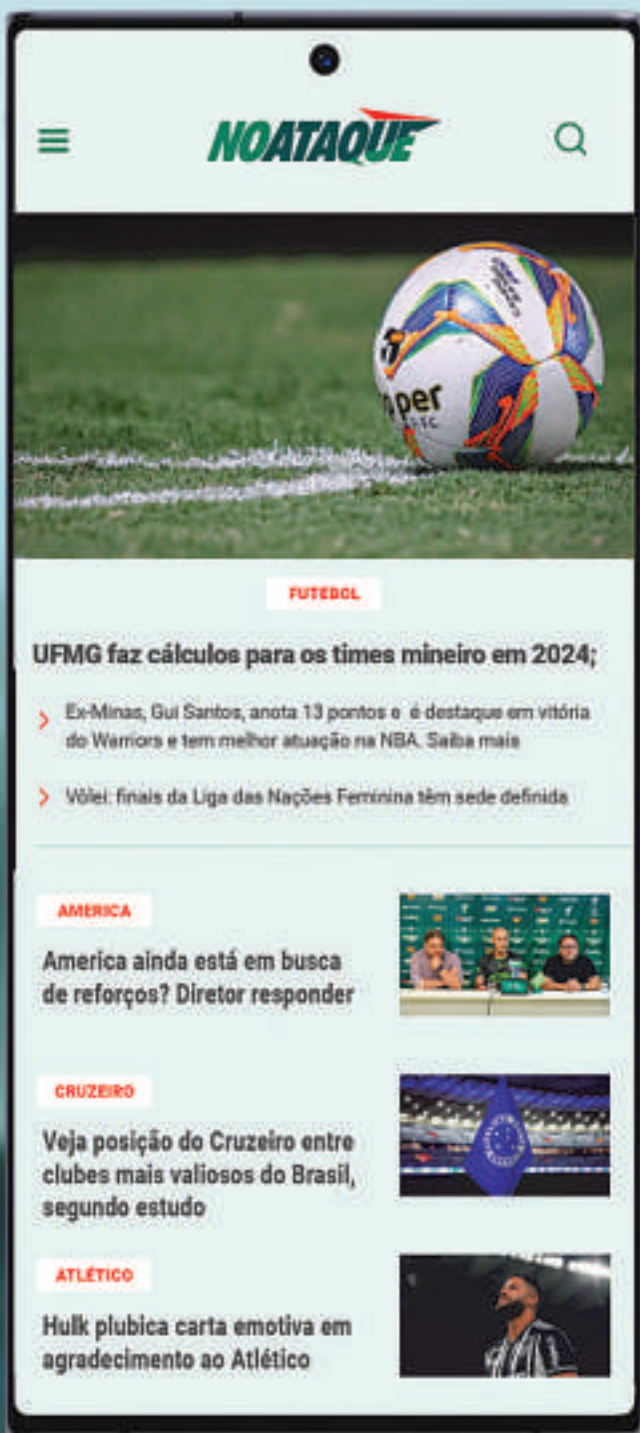 NOATAQUE
per
FUTEBOL
UFMG faz cálculos para os times mineiro em 2024;
Ex-Minas, Gui Santos, anota 13 pontos e é destaque em vitória
do Warriors e tem melhor atuação na NBA. Saiba mais
Vôlei: finais da Liga das Nações Feminina têm sede definida
AMERICA
America ainda está em busca
de reforços? Diretor responder
CRUZEIRO
Veja posição do Cruzeiro entre
clubes mais valiosos do Brasil,
segundo estudo
ATLÉTICO
Hulk plubica carta emotiva em
agradecimento ao Atlético